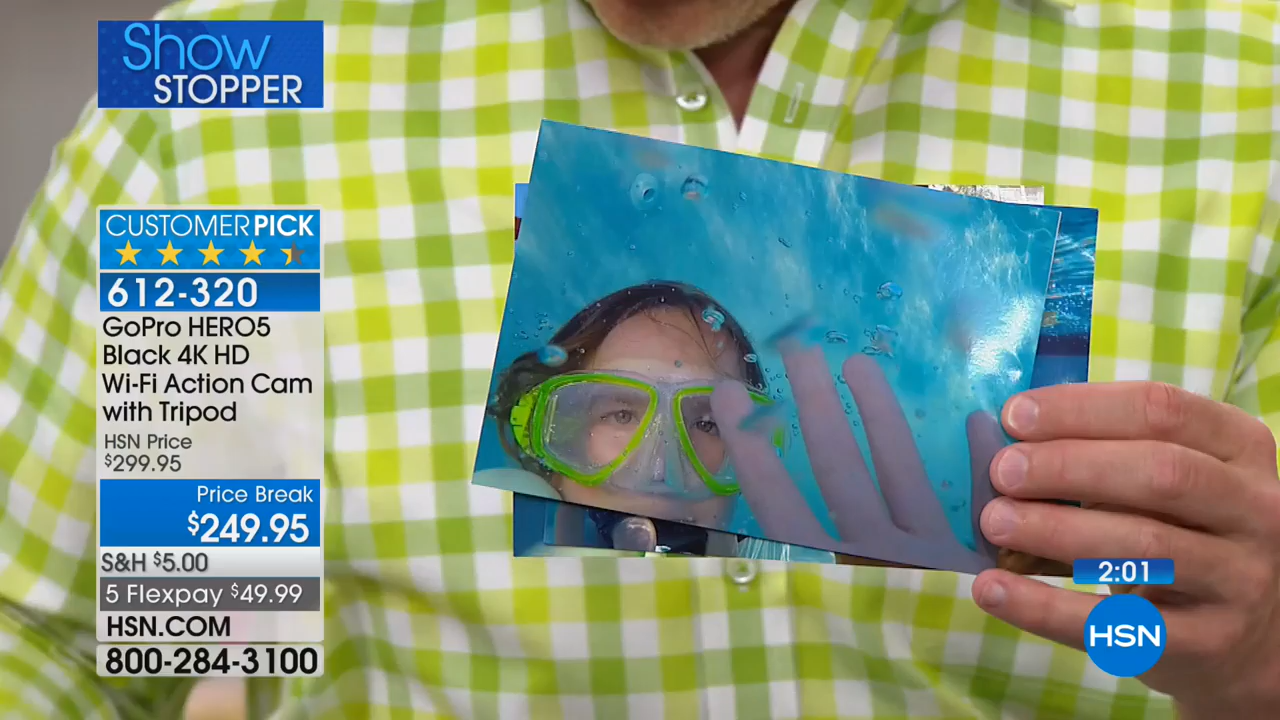 Show
STOPPER
CUSTOMER PICK
612-320
GoPro HERO5
Black 4K HD
Wi-Fi Action Cam
with Tripod
HSN Price
$299.95
Price Break
$249.95
S&H $5.00
5 Flexpay $49.99
HSN.COM
800-284-3100
2:01
HSN